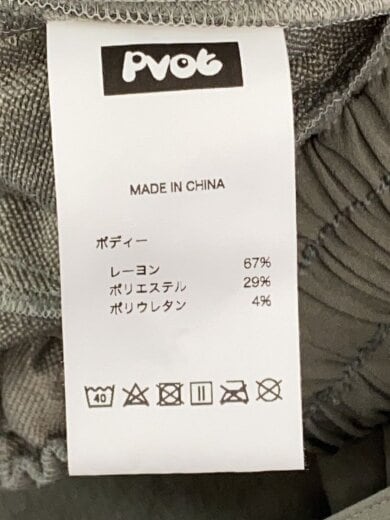 Pvot
MADE IN CHINA
ボディー
レーヨン 67%
ポリエステル 29%
ポリウレタン 4%
40